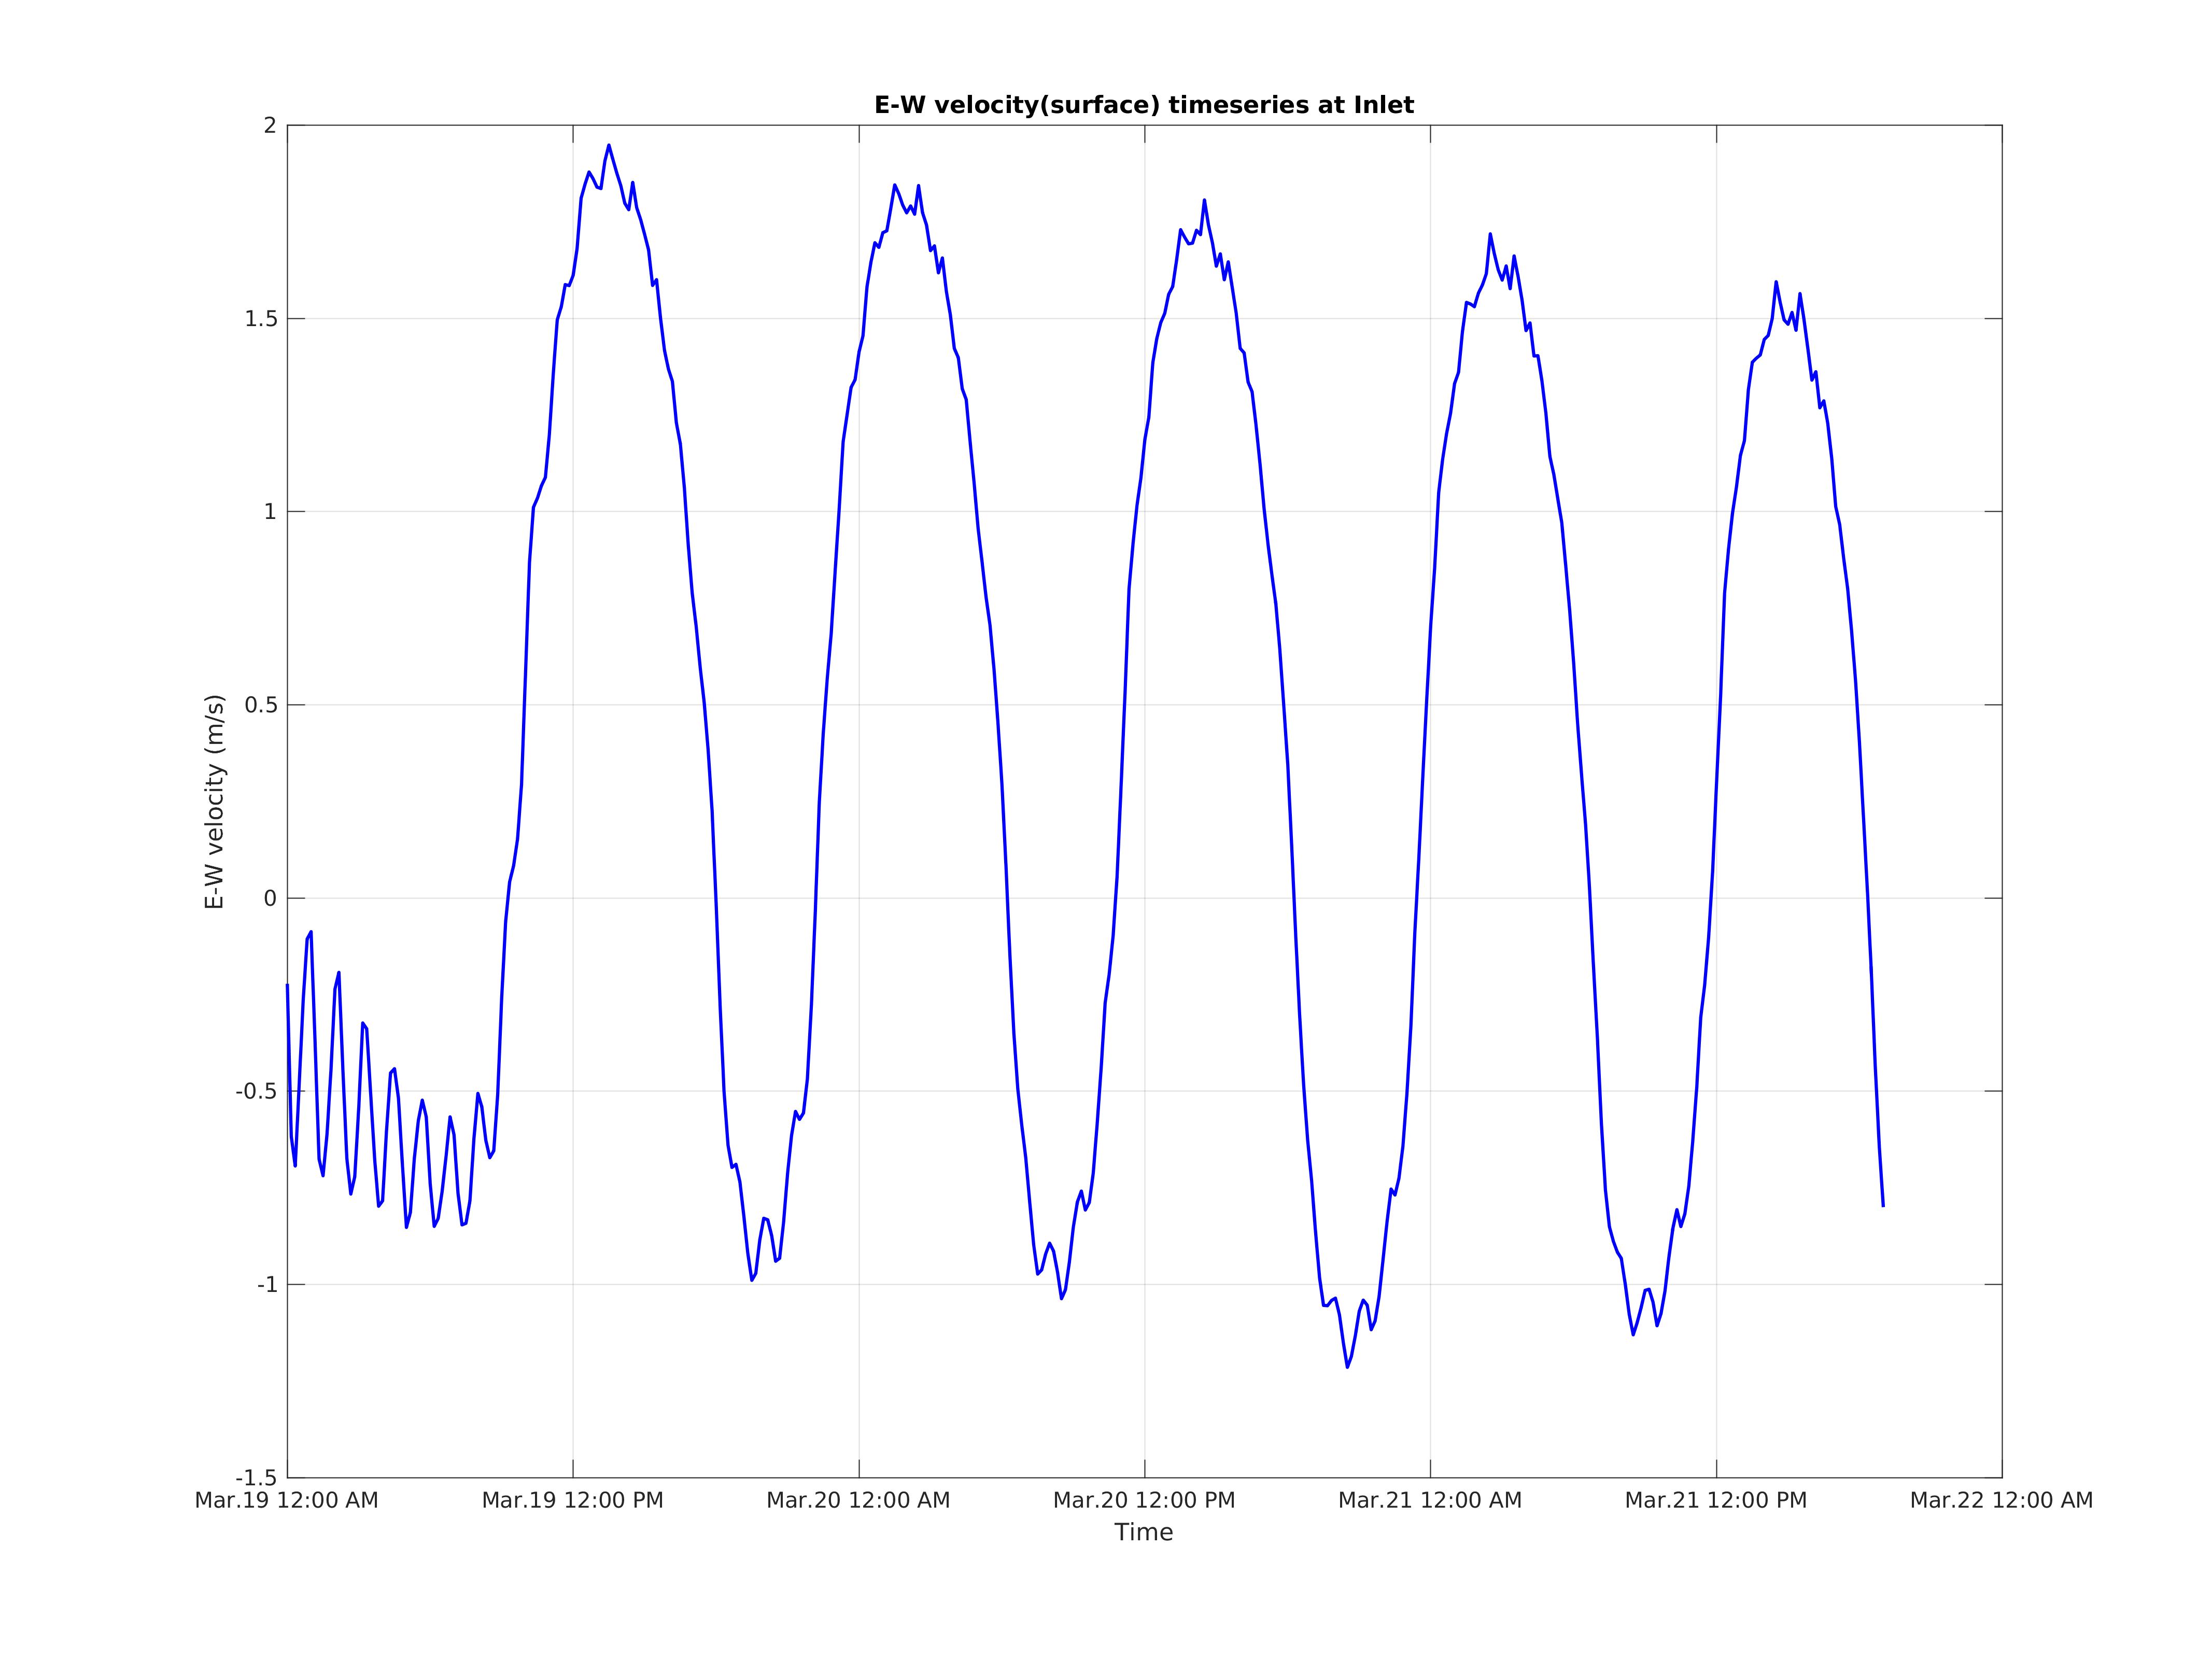 E-W velocity(surface) timeseries at Inlet
2
1.5
1
0.5
0
-0.5
-1
-1.5
E-W velocity (m/s)
Mar.19 12:00 AM Mar.19 12:00 PM Mar.20 12:00 AM Mar.20 12:00 PM Mar.21 12:00 AM Mar.21 12:00 PM Mar.22 12:00 AM
Time